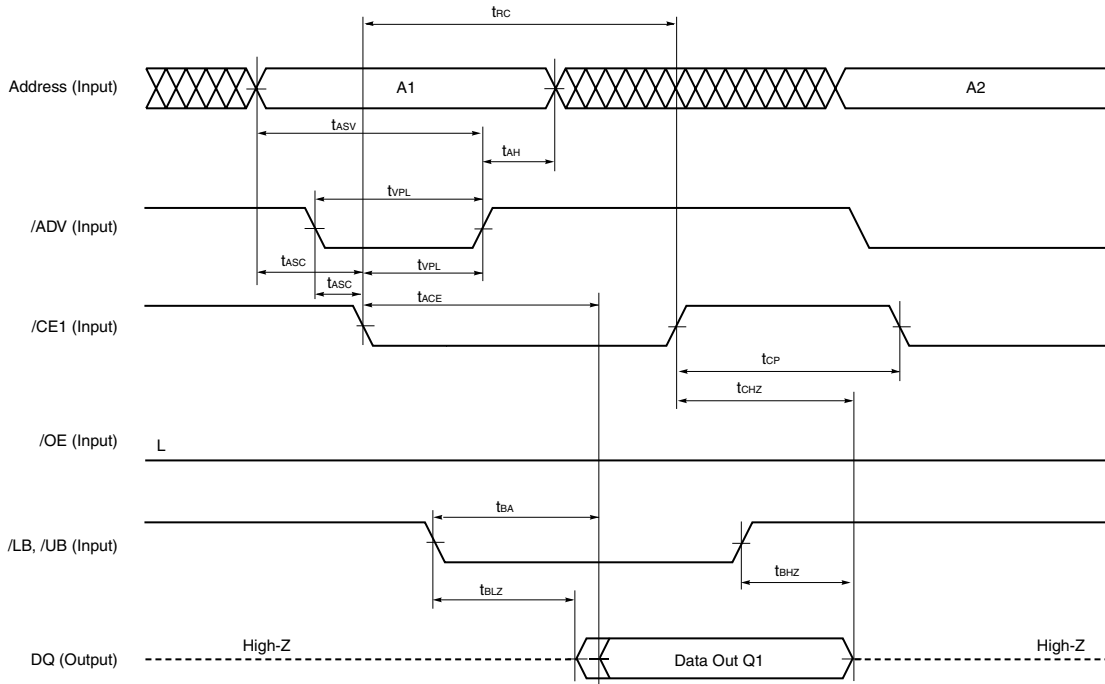 tRC
Address (Input)
A1
A2
tASV
tAH
tVPL
/ADV (Input)
tASC
tVPL
tASC
tACE
/CE1 (Input)
tCP
tCHZ
/OE (Input)
L
tBA
/LB, /UB (Input)
tBHZ
tBLZ
High-Z
High-Z
DQ (Output)
Data Out Q1